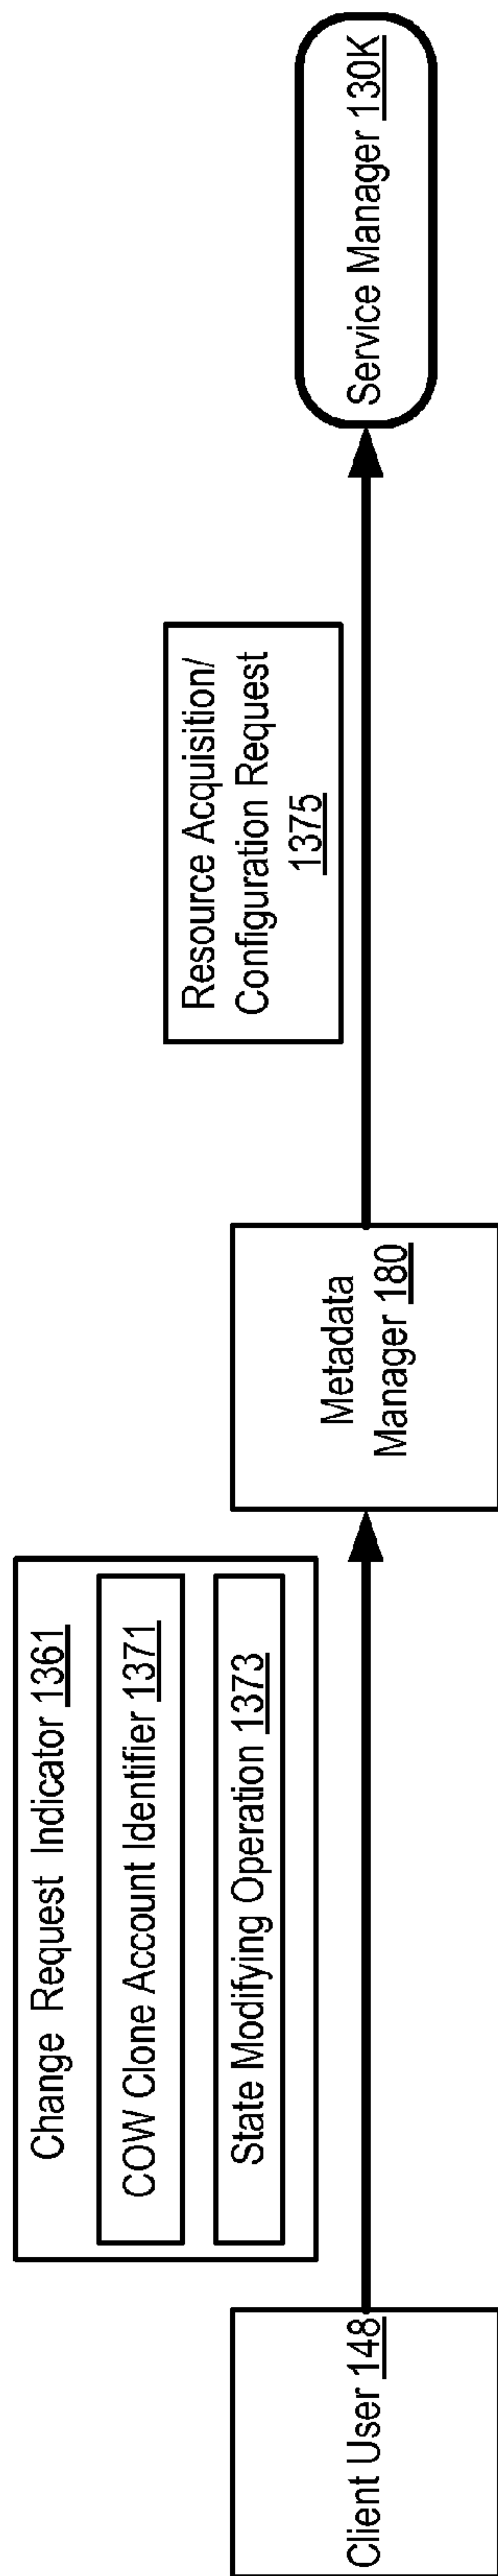 Client User 148
Change Request Indicator 1361
COW Clone Account Identifier 1371
State Modifying Operation 1373
Metadata
Manager 180
Resource Acquisition/
Configuration Request
1375
Service Manager 130K